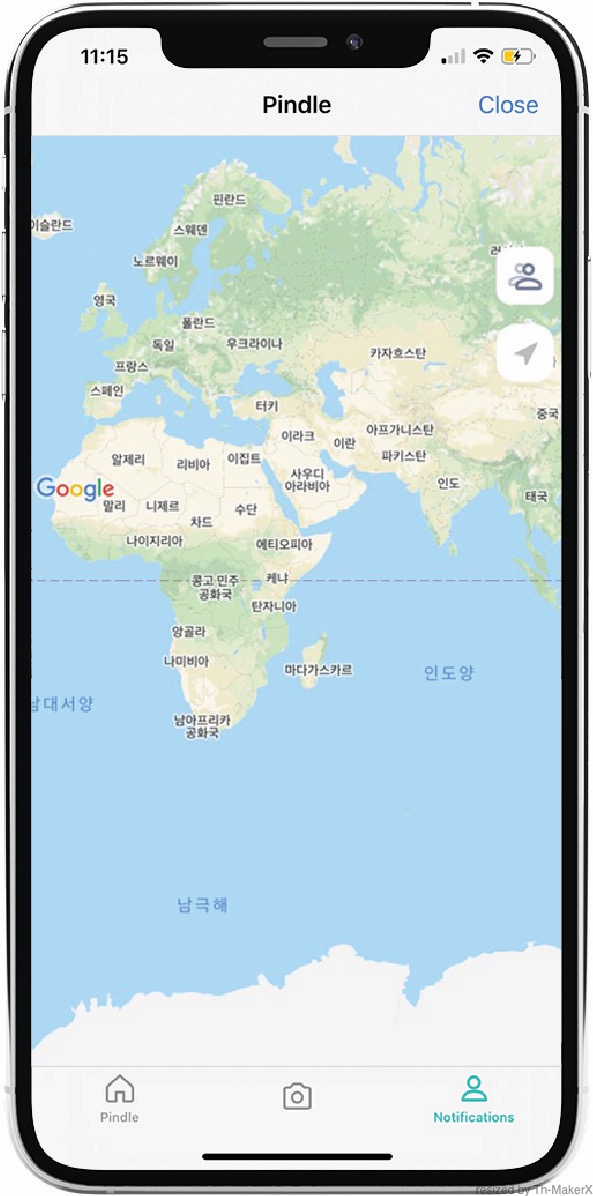 11:15
Pindle
Close
핀란드
이슬란드
스웨덴
노르웨이
영국
폴란드
독일
우크라이나
프랑스
카자흐스탄
스페인
터키
중국
아프가니스탄
이라크
이란
알제리
리비아
이집트
파키스탄
사우디
아라비아
인도
Google
태국
말리
니제르
수단
차드
나이지리아
에티오피아
콩고 민주
공화국
케냐
탄자니아
앙골라
나미비아
마다가스카르
인도양
남대서양
남아프리카
공화국
남극해
Pindle
Notifications
resized by Th-MakerX